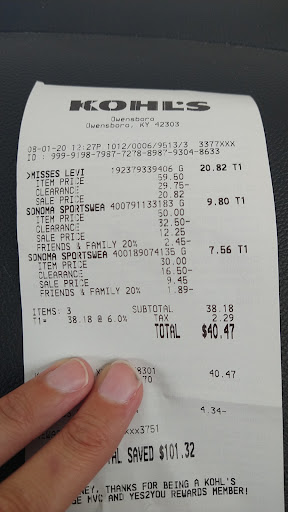 KOHL'S
Owensboro
Owensboro, KY 42303
08-01-20 12:27P 1012/0006/9513/3 3377XXX
ID : 999-9198-7987-7278-8987-9304-8633
>MISSES LEVI 192379339406 G 20.82 T1
ITEM PRICE 59.50
CLEARANCE 29.75-
SALE PRICE 20.82
SONOMA SPORTSWEA 400791133183 G 9.80 T1
ITEM PRICE 50.00
CLEARANCE 32.50-
SALE PRICE 12.25
FRIENDS & FAMILY 20% 2.45-
SONOMA SPORTSWEA 400189074135 G 7.56 T1
ITEM PRICE 30.00
CLEARANCE 16.50-
SALE PRICE 9.45
FRIENDS & FAMILY 20% 1.89-
ITEMS: 3 SUBTOTAL 38.18
T1= 38.18 @ 6.0% TAX 2.29
TOTAL $40.47
8301 40.47
70
4.34-
xxx3751
SAVED $101.32
THANKS FOR BEING A KOHL'S
MVC AND YES2YOU REWARDS MEMBER!